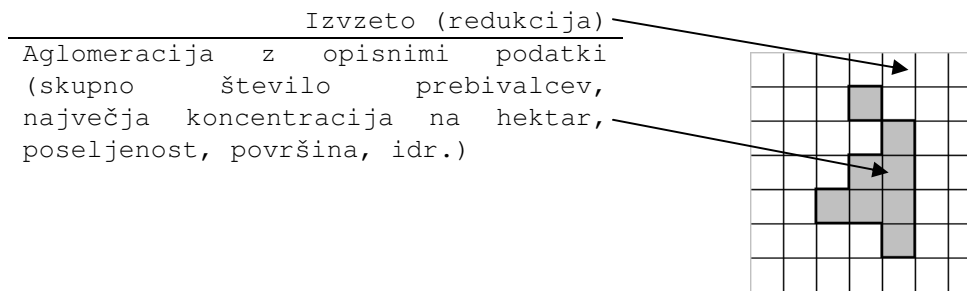 Izvzeto (redukcija)
Aglomeracija z opisnimi podatki
(skupno število prebivalcev,
največja koncentracija na hektar,
poseljenost, površina, idr.)